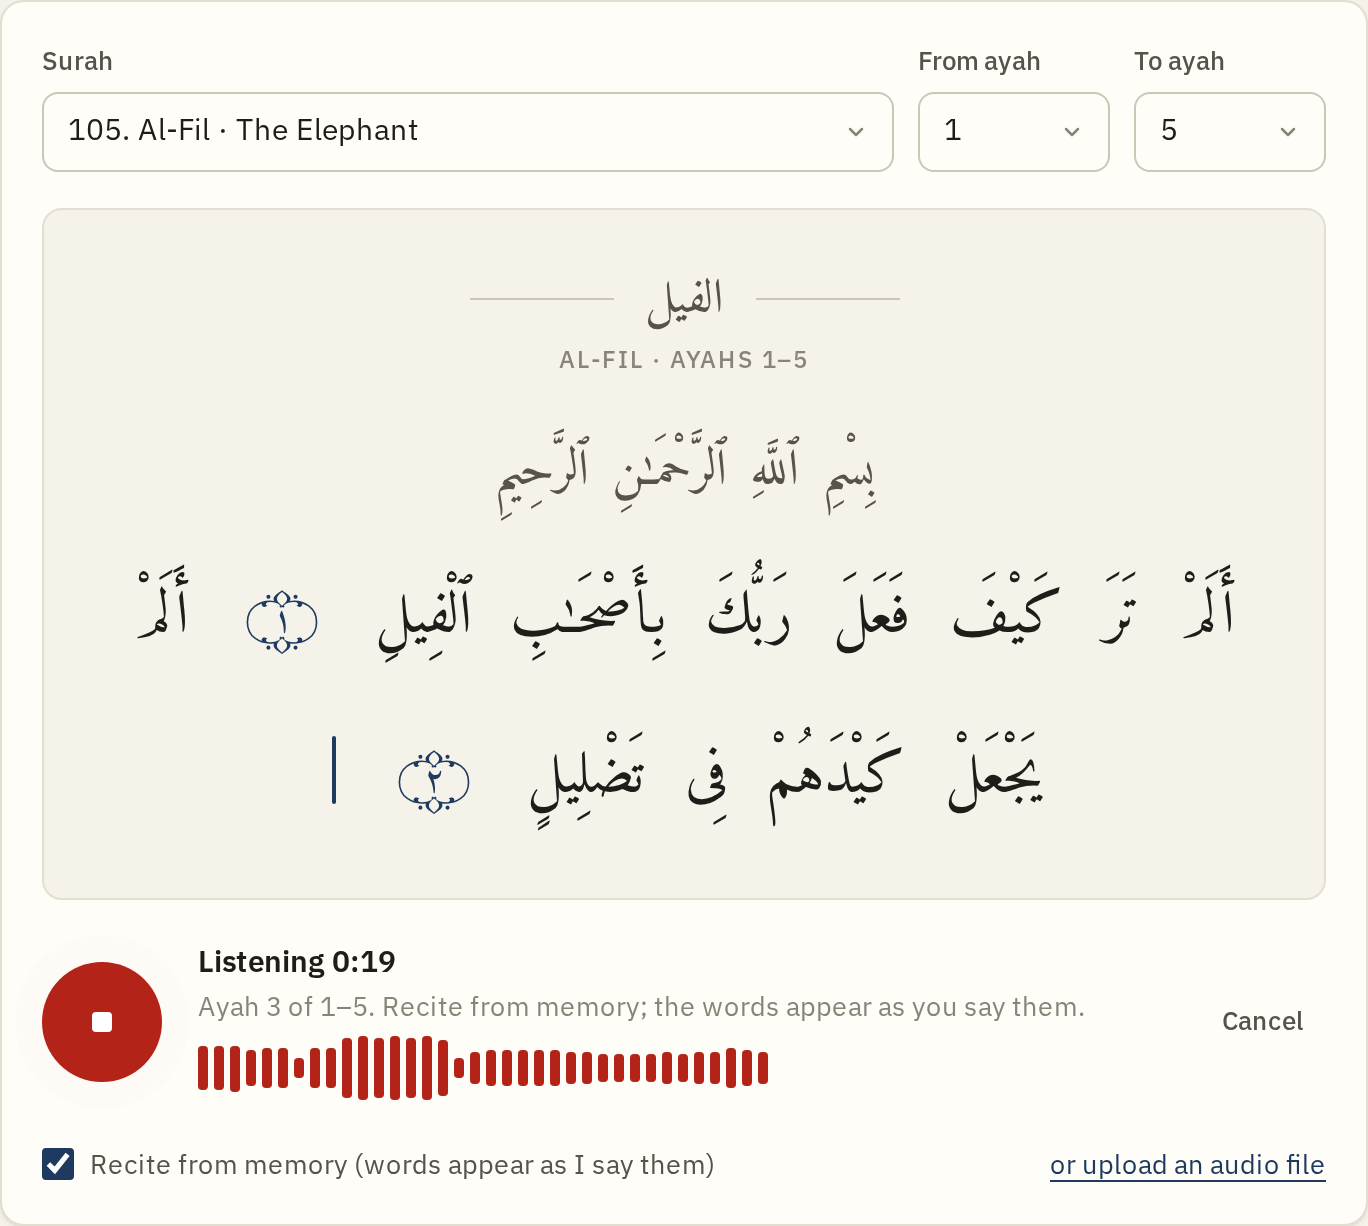 Surah
From ayah
To ayah
105. Al-Fil · The Elephant
1
5
الفيل
AL-FIL · AYAHS 1–5
بِسْمِ ٱللَّهِ ٱلرَّحْمَـٰنِ ٱلرَّحِيمِ
أَلَمْ تَرَ كَيْفَ فَعَلَ رَبُّكَ بِأَصْحَـٰبِ ٱلْفِيلِ ١ أَلَمْ
يَجْعَلْ كَيْدَهُمْ فِى تَضْلِيلٍ ٢
Listening 0:19
Ayah 3 of 1–5. Recite from memory; the words appear as you say them.
Cancel
Recite from memory (words appear as I say them)
or upload an audio file